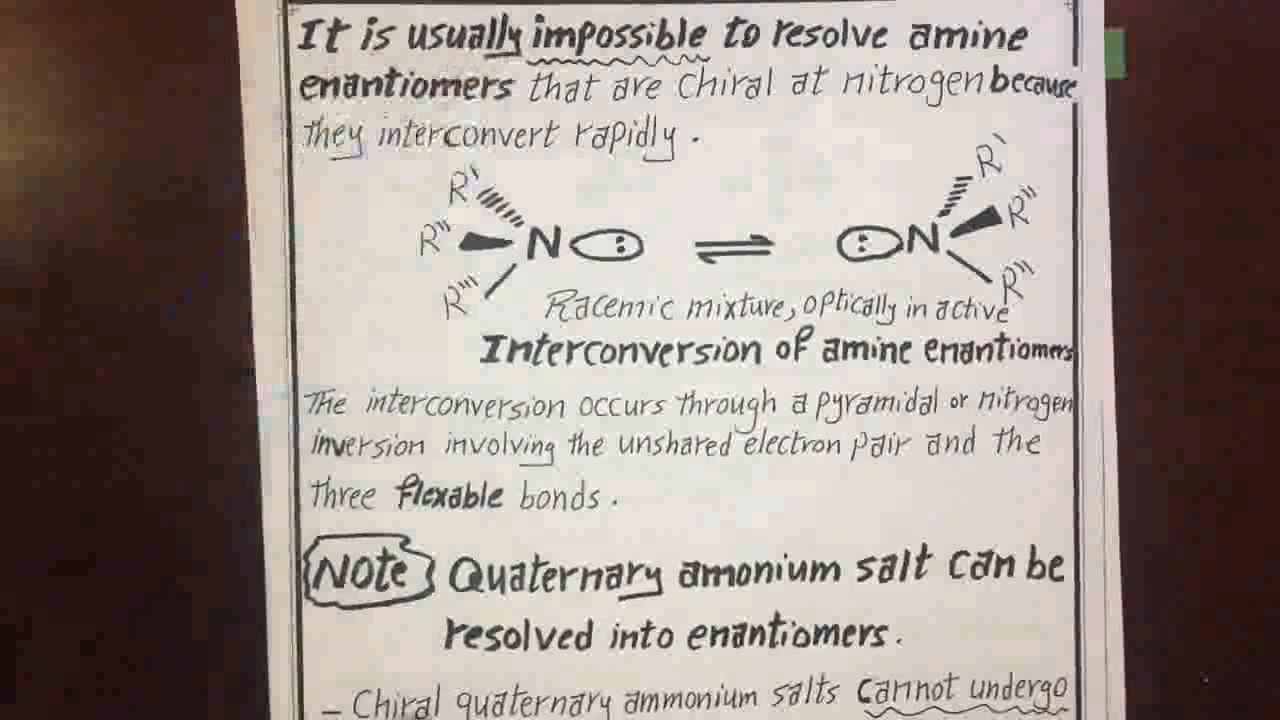 It is usually impossible to resolve amine
enantiomers that are chiral at nitrogen because
they interconvert rapidly.
R' R'
R'' N : ⇌ : N R''
R''' R''
Racemic mixture, optically in active
Interconversion of amine enantiomers
The interconversion occurs through a pyramidal or nitrogen
inversion involving the unshared electron pair and the
three flexable bonds.
Note Quaternary amonium salt can be
resolved into enantiomers.
- Chiral quaternary ammonium salts cannot undergo